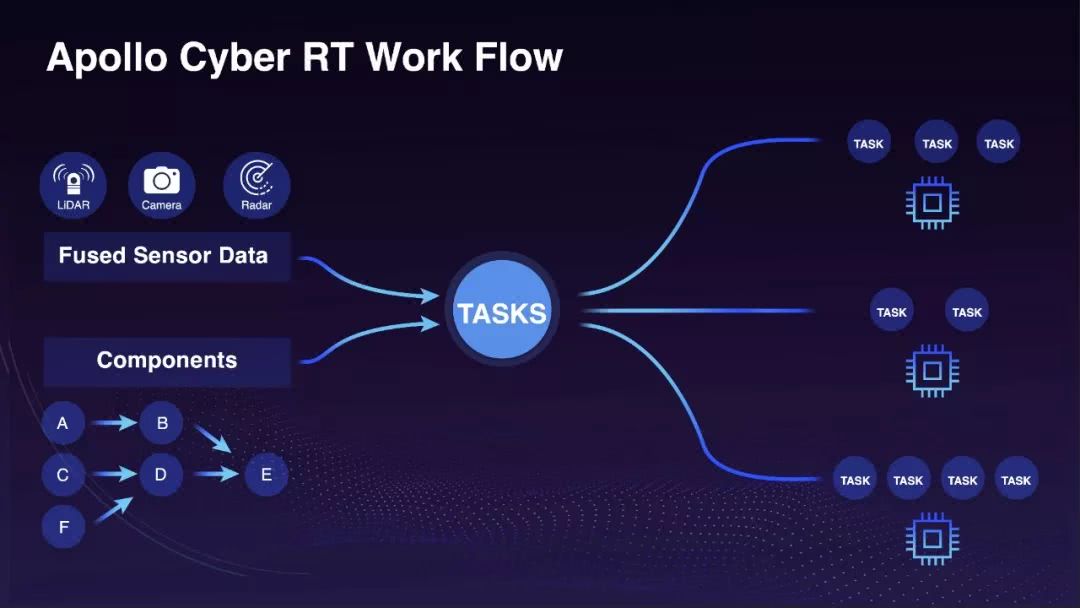 Apollo Cyber RT Work Flow
LiDAR
Camera
Radar
Fused Sensor Data
Components
A
B
C
D
E
F
TASKS
TASK TASK TASK
TASK TASK
TASK TASK TASK TASK